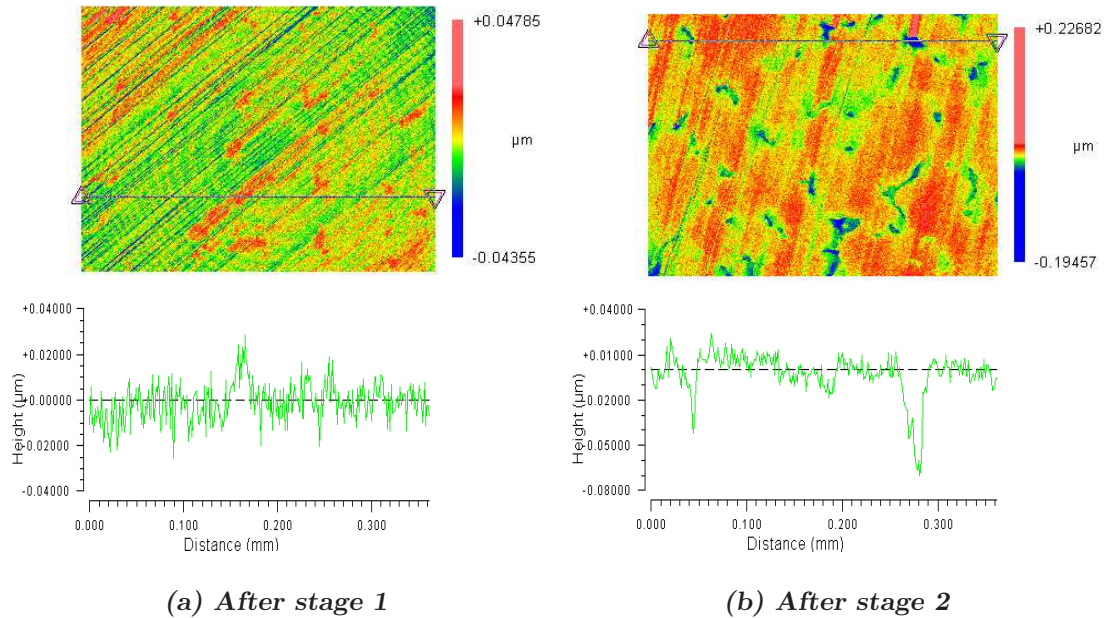 +0.04785
µm
-0.04355
+0.04000
+0.02000
+0.00000
-0.02000
-0.04000
Height (µm)
0.000
0.100
0.200
0.300
Distance (mm)
(a) After stage 1
+0.22682
µm
-0.19457
+0.04000
+0.01000
-0.02000
-0.05000
-0.08000
Height (µm)
0.000
0.100
0.200
0.300
Distance (mm)
(b) After stage 2